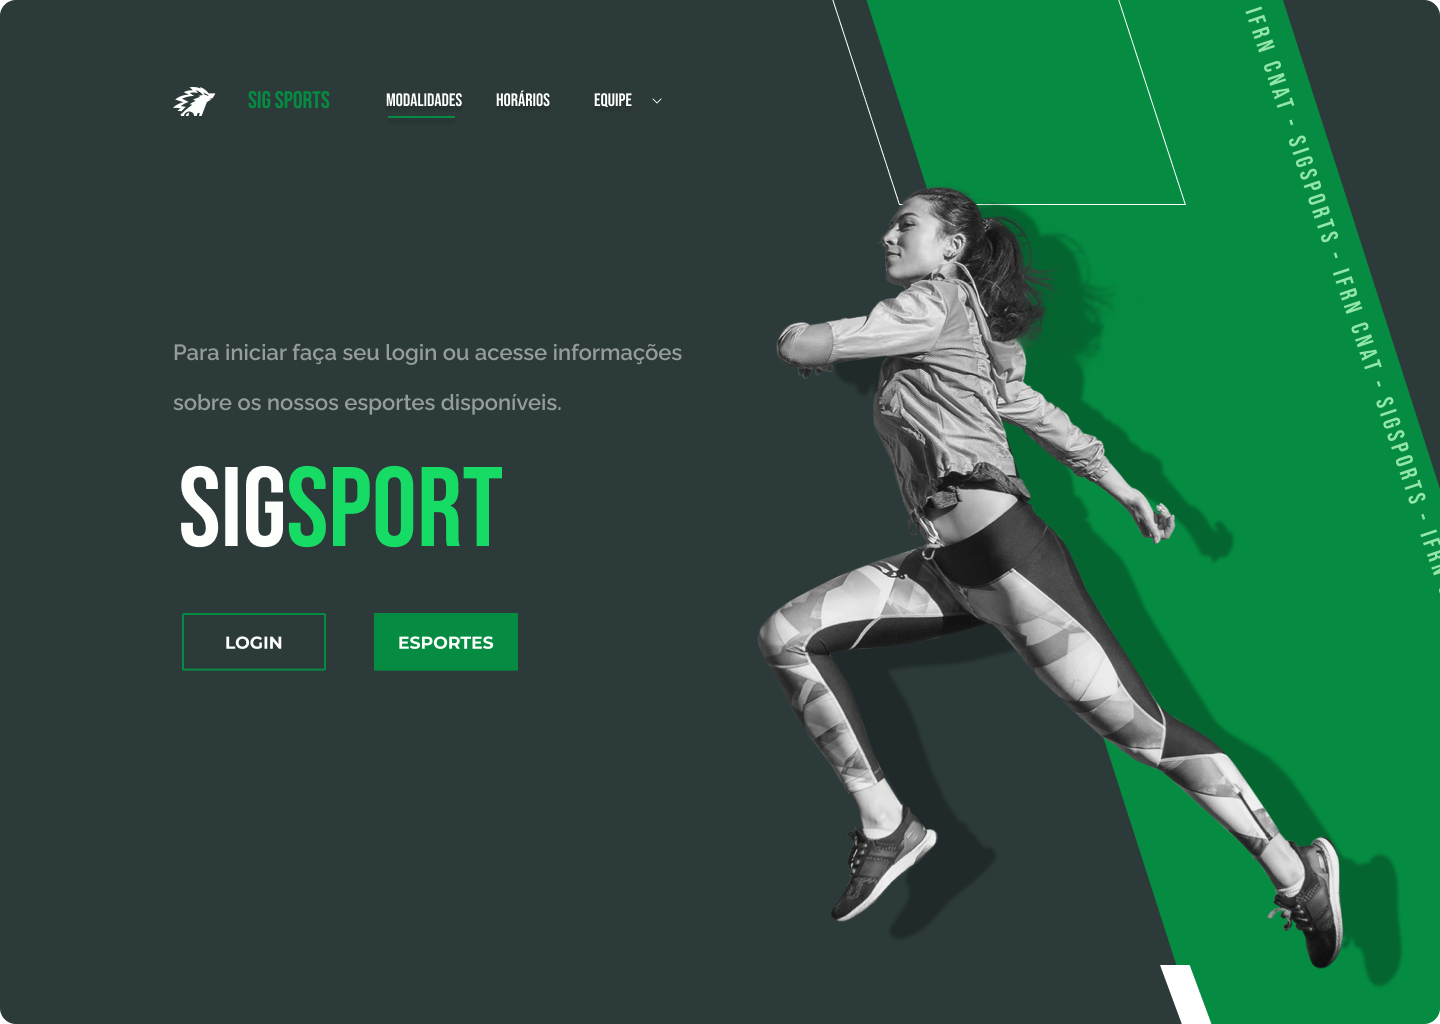 SIG SPORTS
MODALIDADES
HORÁRIOS
EQUIPE
IFRN CNAT - SIGSPORTS - IFRN CNAT - SIGSPORTS - IFRN
Para iniciar faça seu login ou acesse informações
sobre os nossos esportes disponíveis.
SIGSPORT
LOGIN
ESPORTES